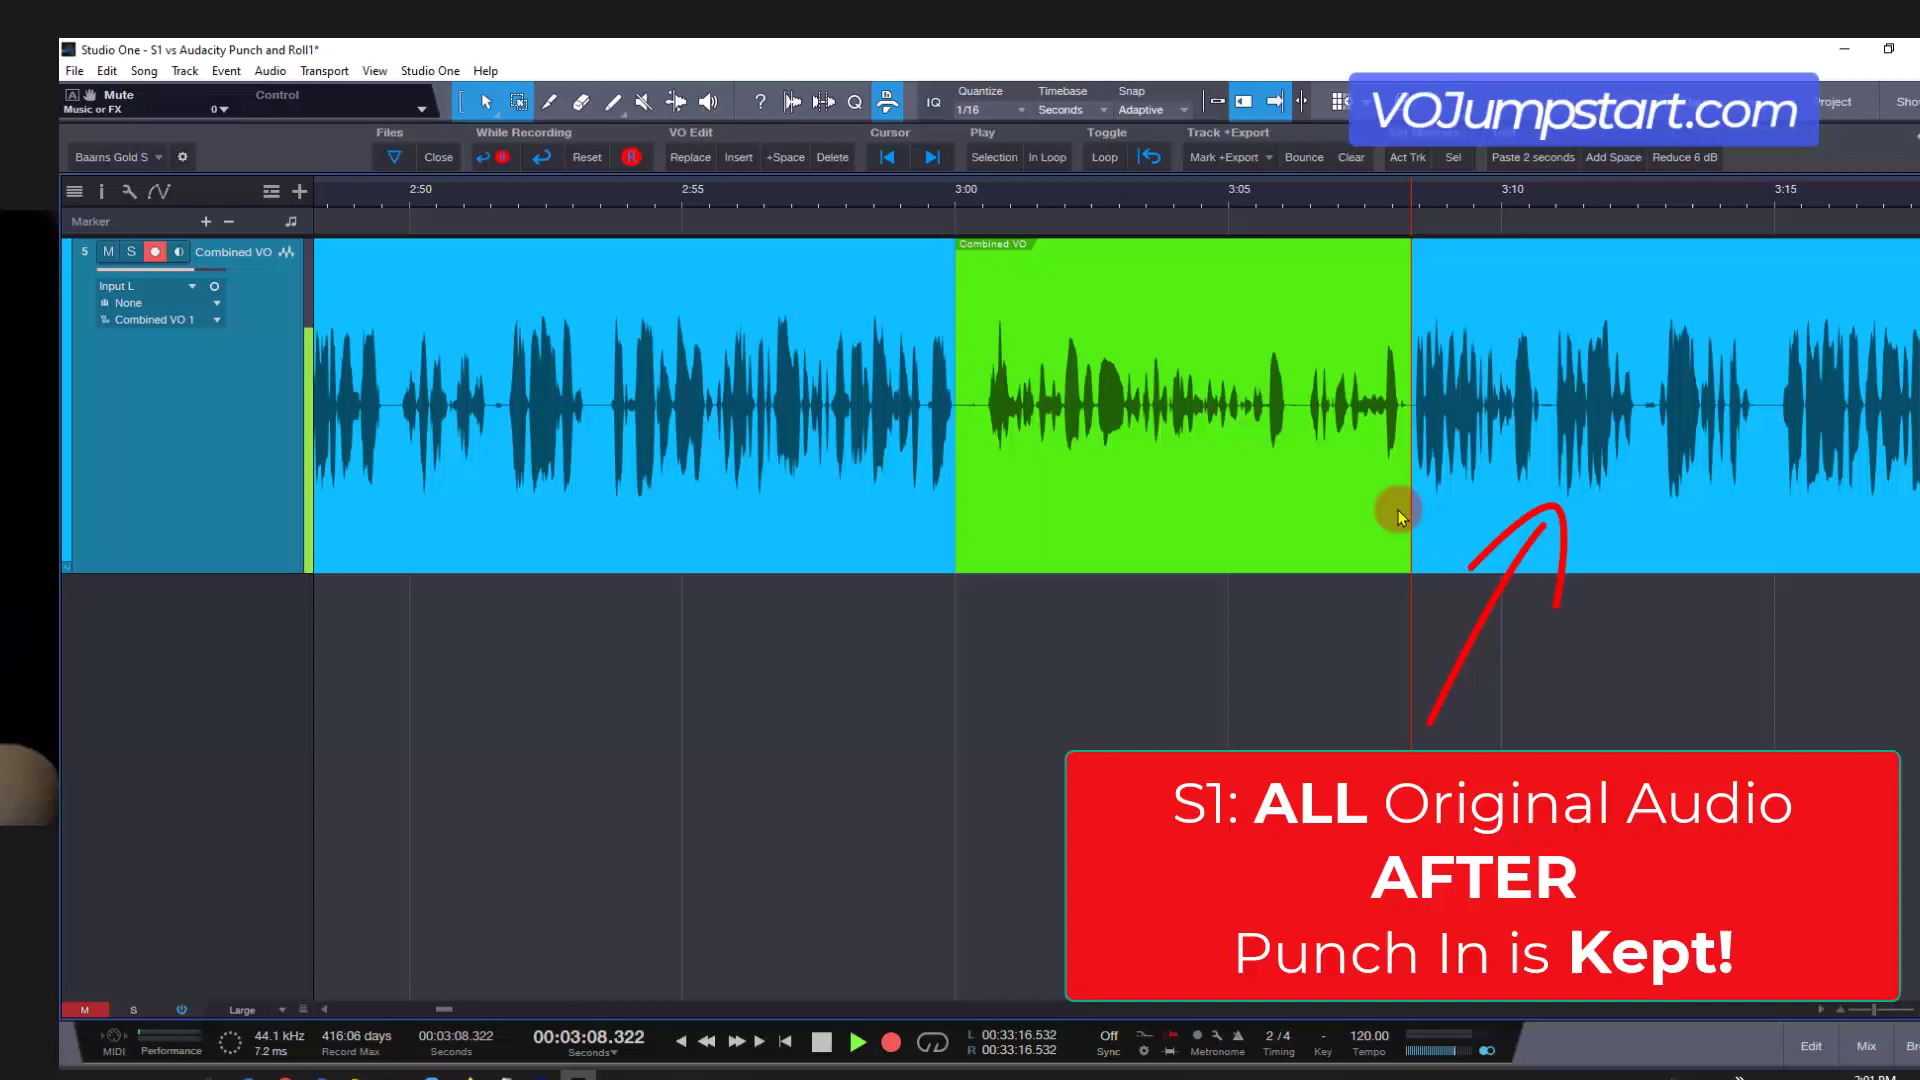 Studio One - S1 vs Audacity Punch and Roll1*
File Edit Song Track Event Audio Transport View Studio One Help
VOJumpstart.com
A Mute Control
Music or FX 0
? Q IQ Quantize Timebase Snap
1/16 Seconds Adaptive
roject
Files While Recording VO Edit Cursor Play Toggle Track +Export
Baarns Gold S Close Reset R Replace Insert +Space Delete Selection In Loop Loop Mark +Export Bounce Clear Act Trk Sel Paste 2 seconds Add Space Reduce 6 dB
2:50 2:55 3:00 3:05 3:10 3:15
Marker + -
5 M S Combined VO
Input L
None
Combined VO 1
Combined VO
S1: ALL Original Audio
AFTER
Punch In is Kept!
M S Large
MIDI Performance
44.1 kHz
7.2 ms
416:06 days
Record Max
00:03:08.322
Seconds
00:03:08.322
Seconds
L 00:33:16.532
R 00:33:16.532
Off
Sync
Metronome
2 / 4
Timing
-
Key
120.00
Tempo
Edit Mix